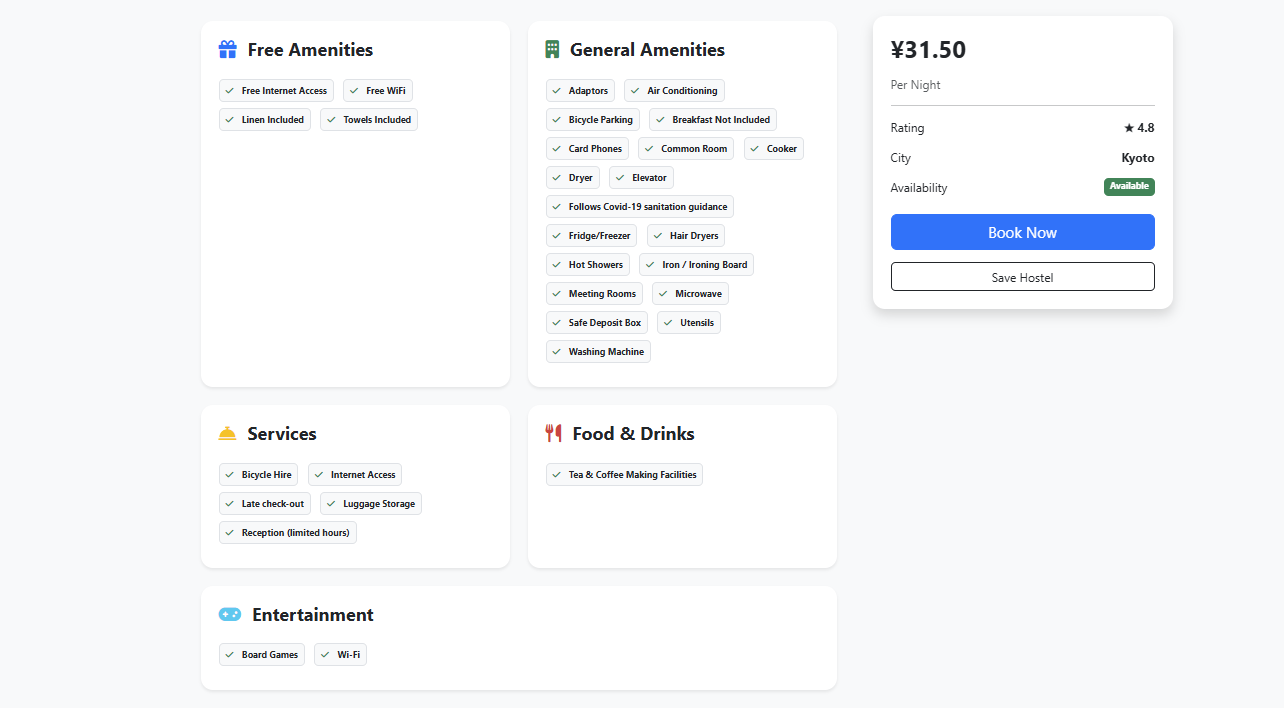 Free Amenities
Free Internet Access Free WiFi
Linen Included Towels Included
General Amenities
Adaptors Air Conditioning
Bicycle Parking Breakfast Not Included
Card Phones Common Room Cooker
Dryer Elevator
Follows Covid-19 sanitation guidance
Fridge/Freezer Hair Dryers
Hot Showers Iron / Ironing Board
Meeting Rooms Microwave
Safe Deposit Box Utensils
Washing Machine
Services
Bicycle Hire Internet Access
Late check-out Luggage Storage
Reception (limited hours)
Food & Drinks
Tea & Coffee Making Facilities
Entertainment
Board Games Wi-Fi
¥31.50
Per Night
Rating ★ 4.8
City Kyoto
Availability Available
Book Now
Save Hostel